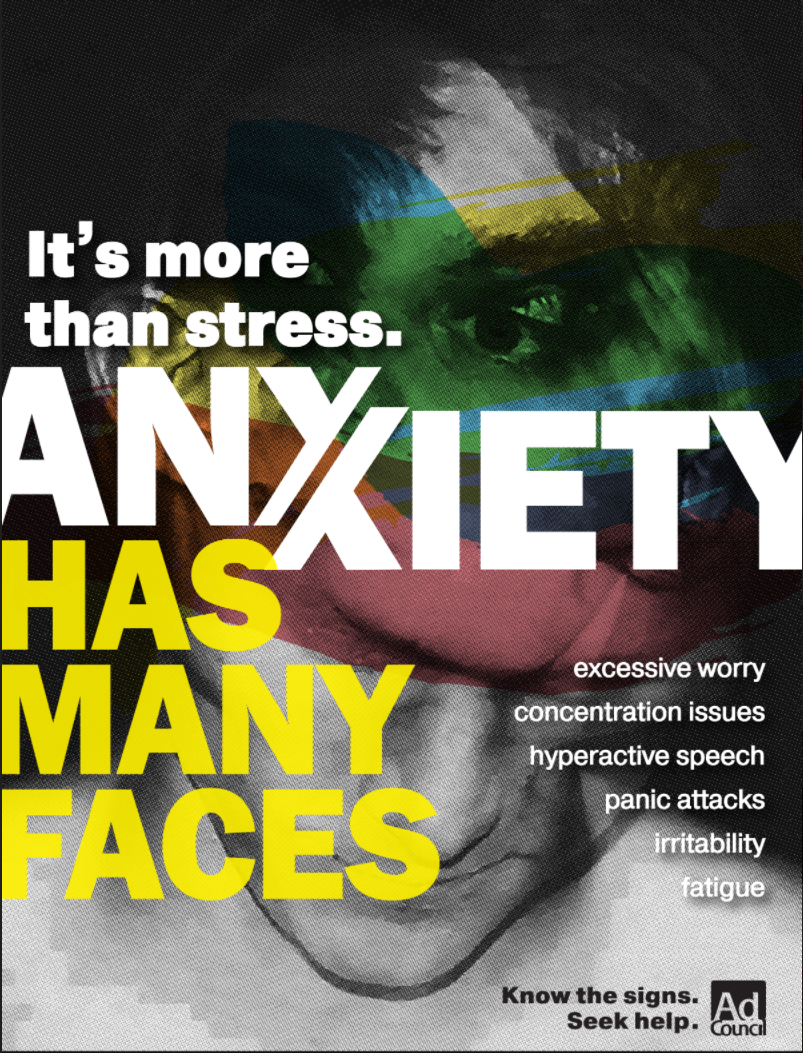 It's more
than stress.
ANXIETY
HAS
MANY
FACES
excessive worry
concentration issues
hyperactive speech
panic attacks
irritability
fatigue
Know the signs.
Seek help.
Ad
Council